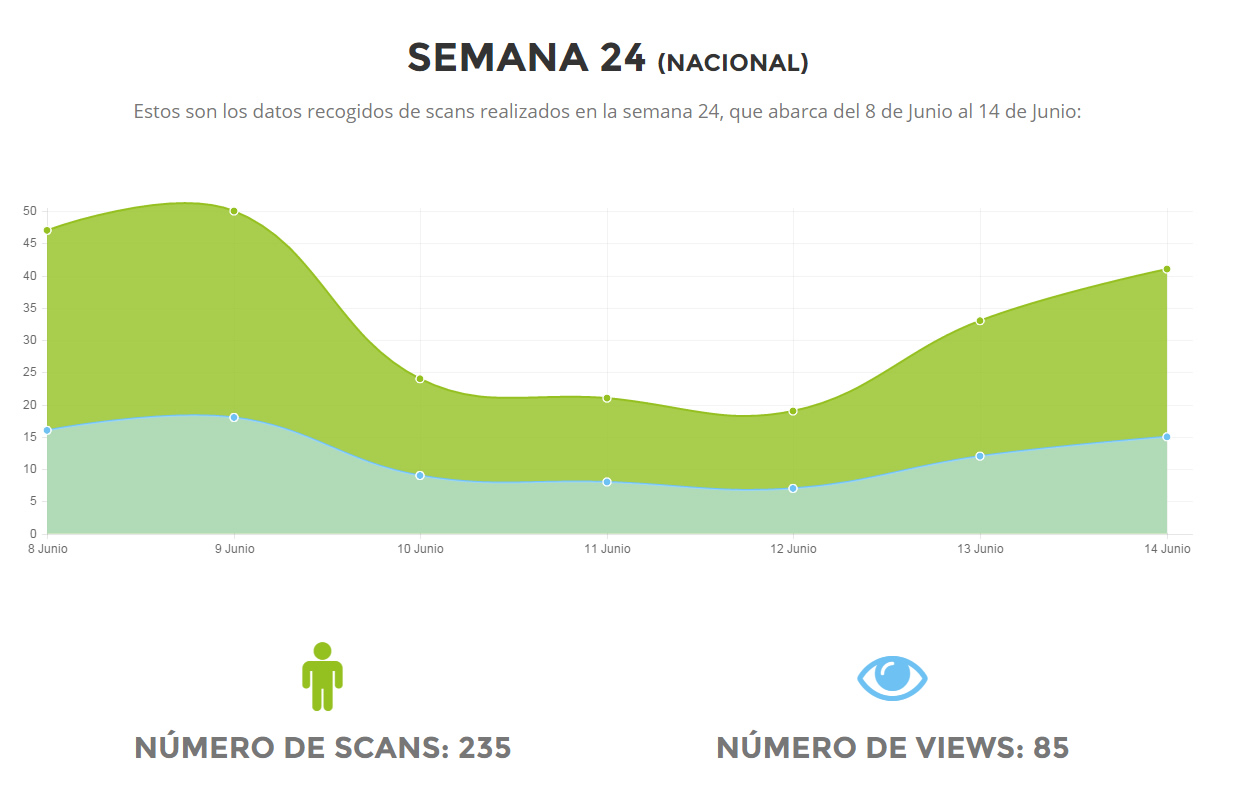 SEMANA 24 (NACIONAL)
Estos son los datos recogidos de scans realizados en la semana 24, que abarca del 8 de Junio al 14 de Junio:
50
45
40
35
30
25
20
15
10
5
0
8 Junio 9 Junio 10 Junio 11 Junio 12 Junio 13 Junio 14 Junio
NÚMERO DE SCANS: 235 NÚMERO DE VIEWS: 85